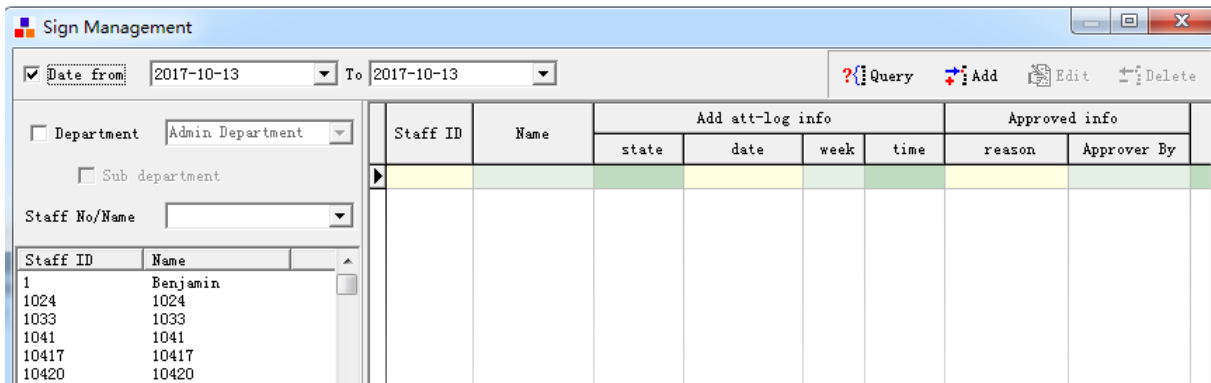 Sign Management
Date from 2017-10-13 To 2017-10-13 ?{ Query Add Edit Delete
Department Admin Department
Sub department
Staff No/Name
Staff ID Name
1 Benjamin
1024 1024
1033 1033
1041 1041
10417 10417
10420 10420
Staff ID Name Add att-log info Approved info
state date week time reason Approver By